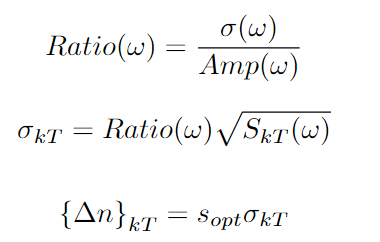 Ratio(ω) = σ(ω) / Amp(ω)
σ_{kT} = Ratio(ω)√(S_{kT}(ω))
{Δn}_{kT} = s_{opt}σ_{kT}